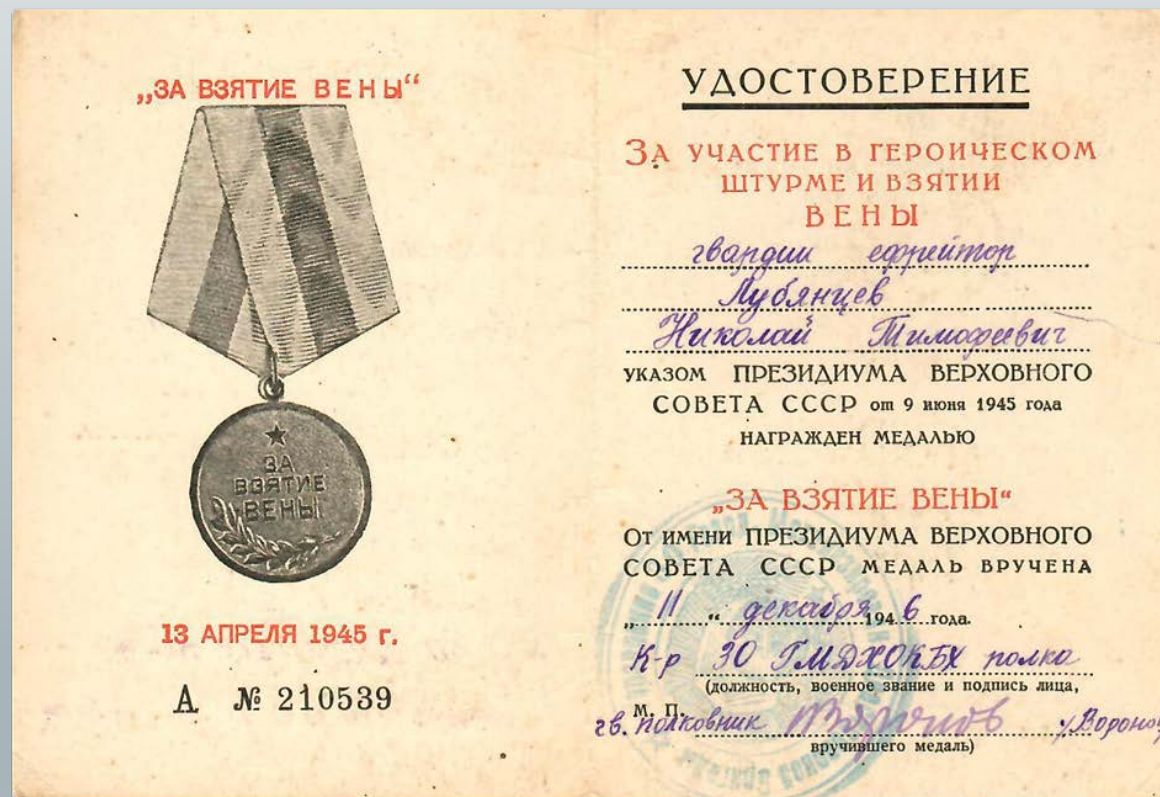 „ЗА ВЗЯТИЕ ВЕНЫ“
ЗА
ВЗЯТИЕ
ВЕНЫ
13 АПРЕЛЯ 1945 г.
А № 210539
УДОСТОВЕРЕНИЕ
ЗА УЧАСТИЕ В ГЕРОИЧЕСКОМ
ШТУРМЕ И ВЗЯТИИ
ВЕНЫ
гвардии ефрейтор
Лубянцев
Николай Тимофеевич
УКАЗОМ ПРЕЗИДИУМА ВЕРХОВНОГО
СОВЕТА СССР от 9 июня 1945 года
НАГРАЖДЕН МЕДАЛЬЮ
„ЗА ВЗЯТИЕ ВЕНЫ“
ОТ ИМЕНИ ПРЕЗИДИУМА ВЕРХОВНОГО
СОВЕТА СССР МЕДАЛЬ ВРУЧЕНА
„11“ декабря 1946 года.
К-р 30 ГМДХОКБХ полка
(должность, военное звание и подпись лица,
М. П.
гв. полковник Воронов /Воронов
вручившего медаль)